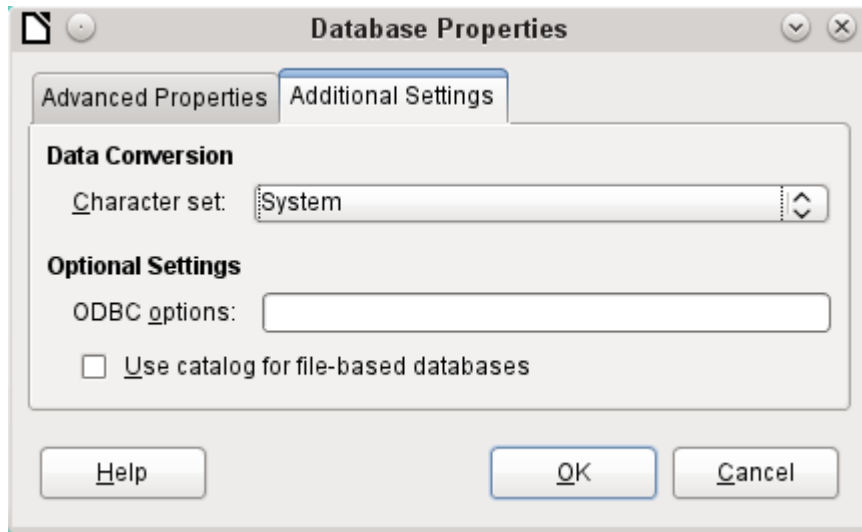 Database Properties
Advanced Properties Additional Settings
Data Conversion
Character set: System
Optional Settings
ODBC options:
Use catalog for file-based databases
Help OK Cancel